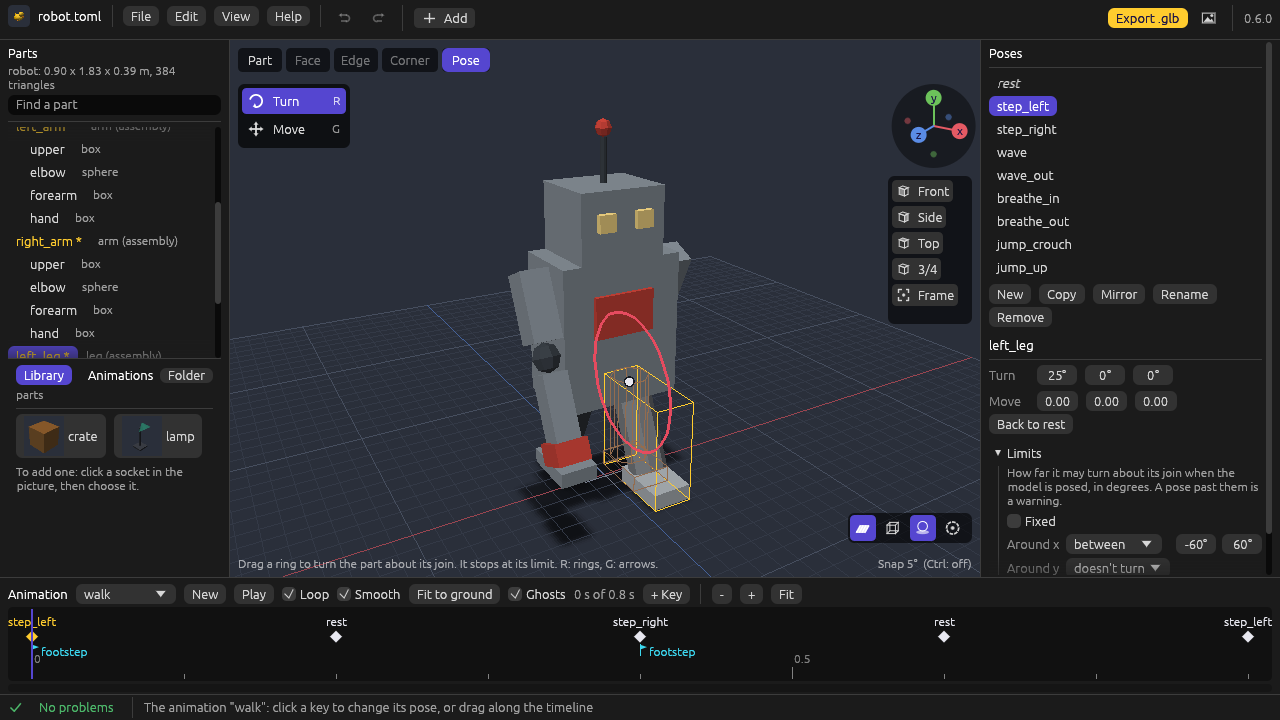 robot.toml File Edit View Help + Add Export .glb 0.6.0
Parts
robot: 0.90 x 1.83 x 0.39 m, 384
triangles
Find a part
left_arm arm (assembly)
upper box
elbow sphere
forearm box
hand box
right_arm * arm (assembly)
upper box
elbow sphere
forearm box
hand box
left_leg * leg (assembly)
Library Animations Folder
parts
crate lamp
To add one: click a socket in the
picture, then choose it.
Part Face Edge Corner Pose
Turn R
Move G
y
z x
Front
Side
Top
3/4
Frame
Drag a ring to turn the part about its join. It stops at its limit. R: rings, G: arrows. Snap 5° (Ctrl: off)
Poses
rest
step_left
step_right
wave
wave_out
breathe_in
breathe_out
jump_crouch
jump_up
New Copy Mirror Rename
Remove
left_leg
Turn 25° 0° 0°
Move 0.00 0.00 0.00
Back to rest
Limits
How far it may turn about its join when the
model is posed, in degrees. A pose past them is
a warning.
Fixed
Around x between -60° 60°
Around y doesn't turn
Animation walk New Play Loop Smooth Fit to ground Ghosts 0 s of 0.8 s + Key - + Fit
step_left rest step_right rest step_left
footstep footstep
0 0.5
No problems The animation "walk": click a key to change its pose, or drag along the timeline